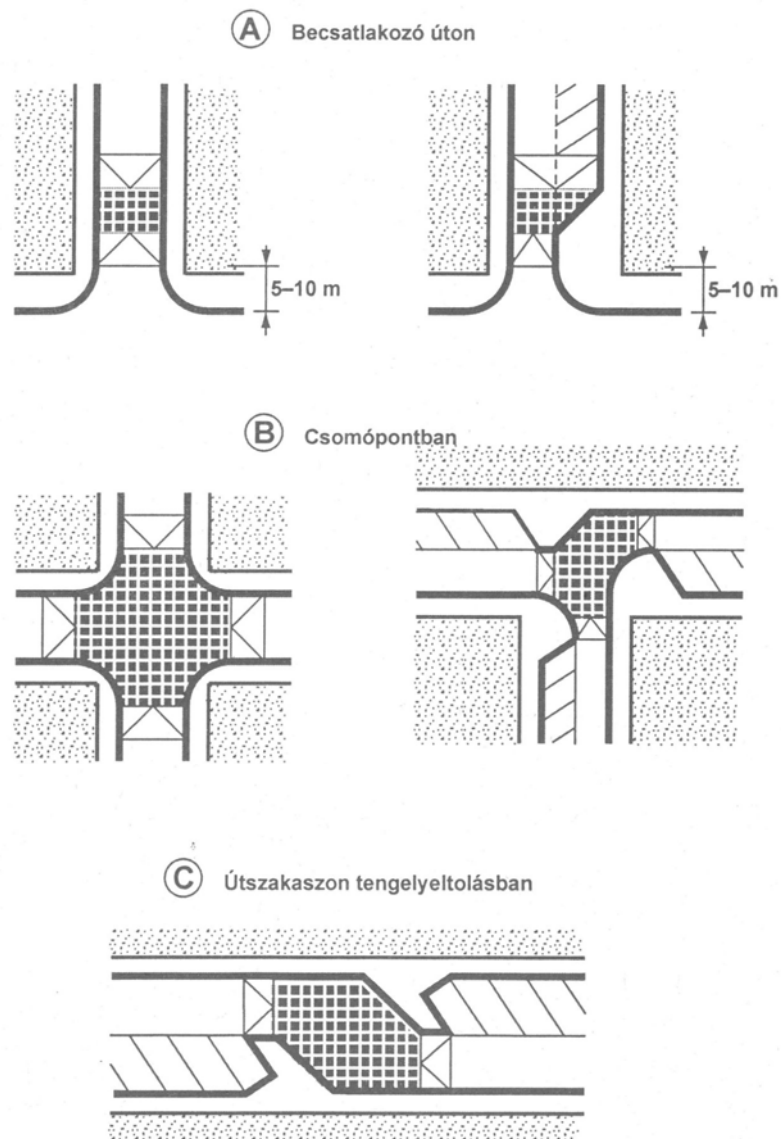 A Becsatlakozó úton
5–10 m
5–10 m
B Csomópontban
C Útszakaszon tengelyeltolásban